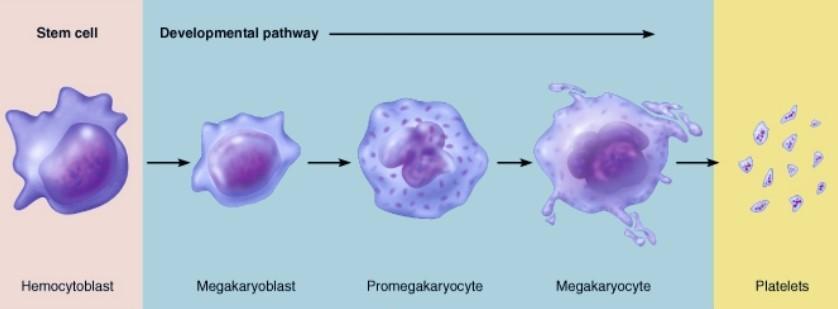 Stem cell
Developmental pathway
Hemocytoblast
Megakaryoblast
Promegakaryocyte
Megakaryocyte
Platelets